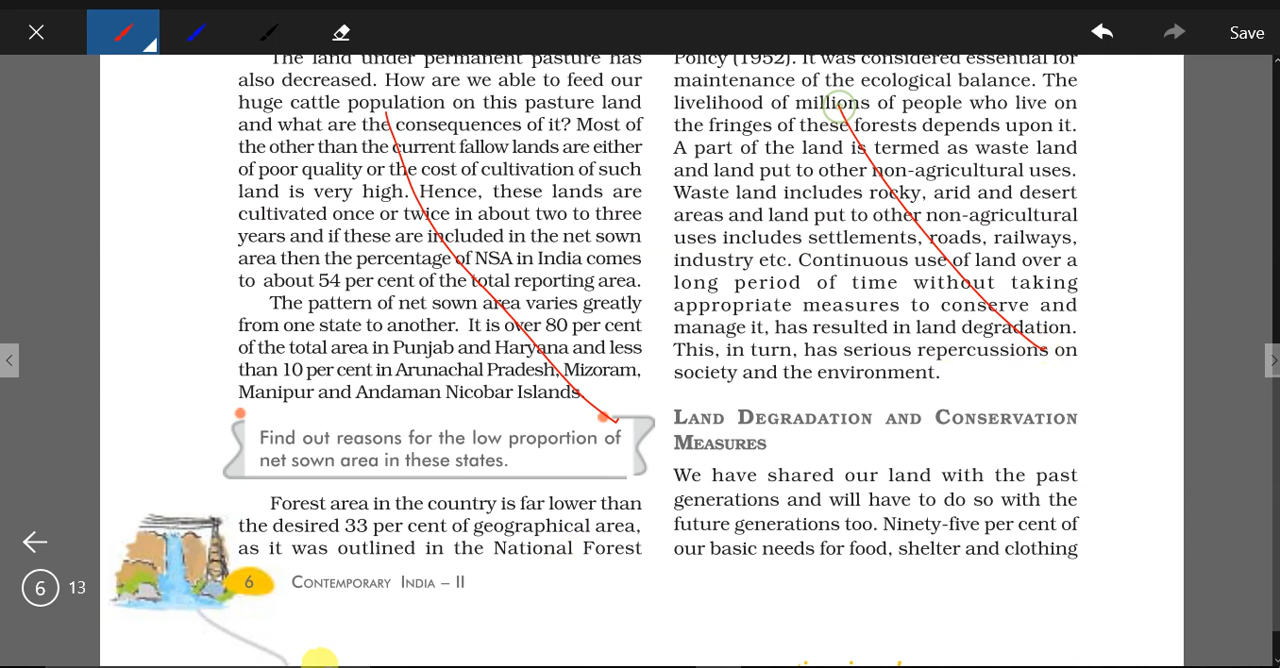 Save
The land under permanent pasture has
also decreased. How are we able to feed our
huge cattle population on this pasture land
and what are the consequences of it? Most of
the other than the current fallow lands are either
of poor quality or the cost of cultivation of such
land is very high. Hence, these lands are
cultivated once or twice in about two to three
years and if these are included in the net sown
area then the percentage of NSA in India comes
to about 54 per cent of the total reporting area.
The pattern of net sown area varies greatly
from one state to another. It is over 80 per cent
of the total area in Punjab and Haryana and less
than 10 per cent in Arunachal Pradesh, Mizoram,
Manipur and Andaman Nicobar Islands.
Find out reasons for the low proportion of
net sown area in these states.
Forest area in the country is far lower than
the desired 33 per cent of geographical area,
as it was outlined in the National Forest
Policy (1952). It was considered essential for
maintenance of the ecological balance. The
livelihood of millions of people who live on
the fringes of these forests depends upon it.
A part of the land is termed as waste land
and land put to other non-agricultural uses.
Waste land includes rocky, arid and desert
areas and land put to other non-agricultural
uses includes settlements, roads, railways,
industry etc. Continuous use of land over a
long period of time without taking
appropriate measures to conserve and
manage it, has resulted in land degradation.
This, in turn, has serious repercussions on
society and the environment.
LAND DEGRADATION AND CONSERVATION
MEASURES
We have shared our land with the past
generations and will have to do so with the
future generations too. Ninety-five per cent of
our basic needs for food, shelter and clothing
6 CONTEMPORARY INDIA – II
6 13